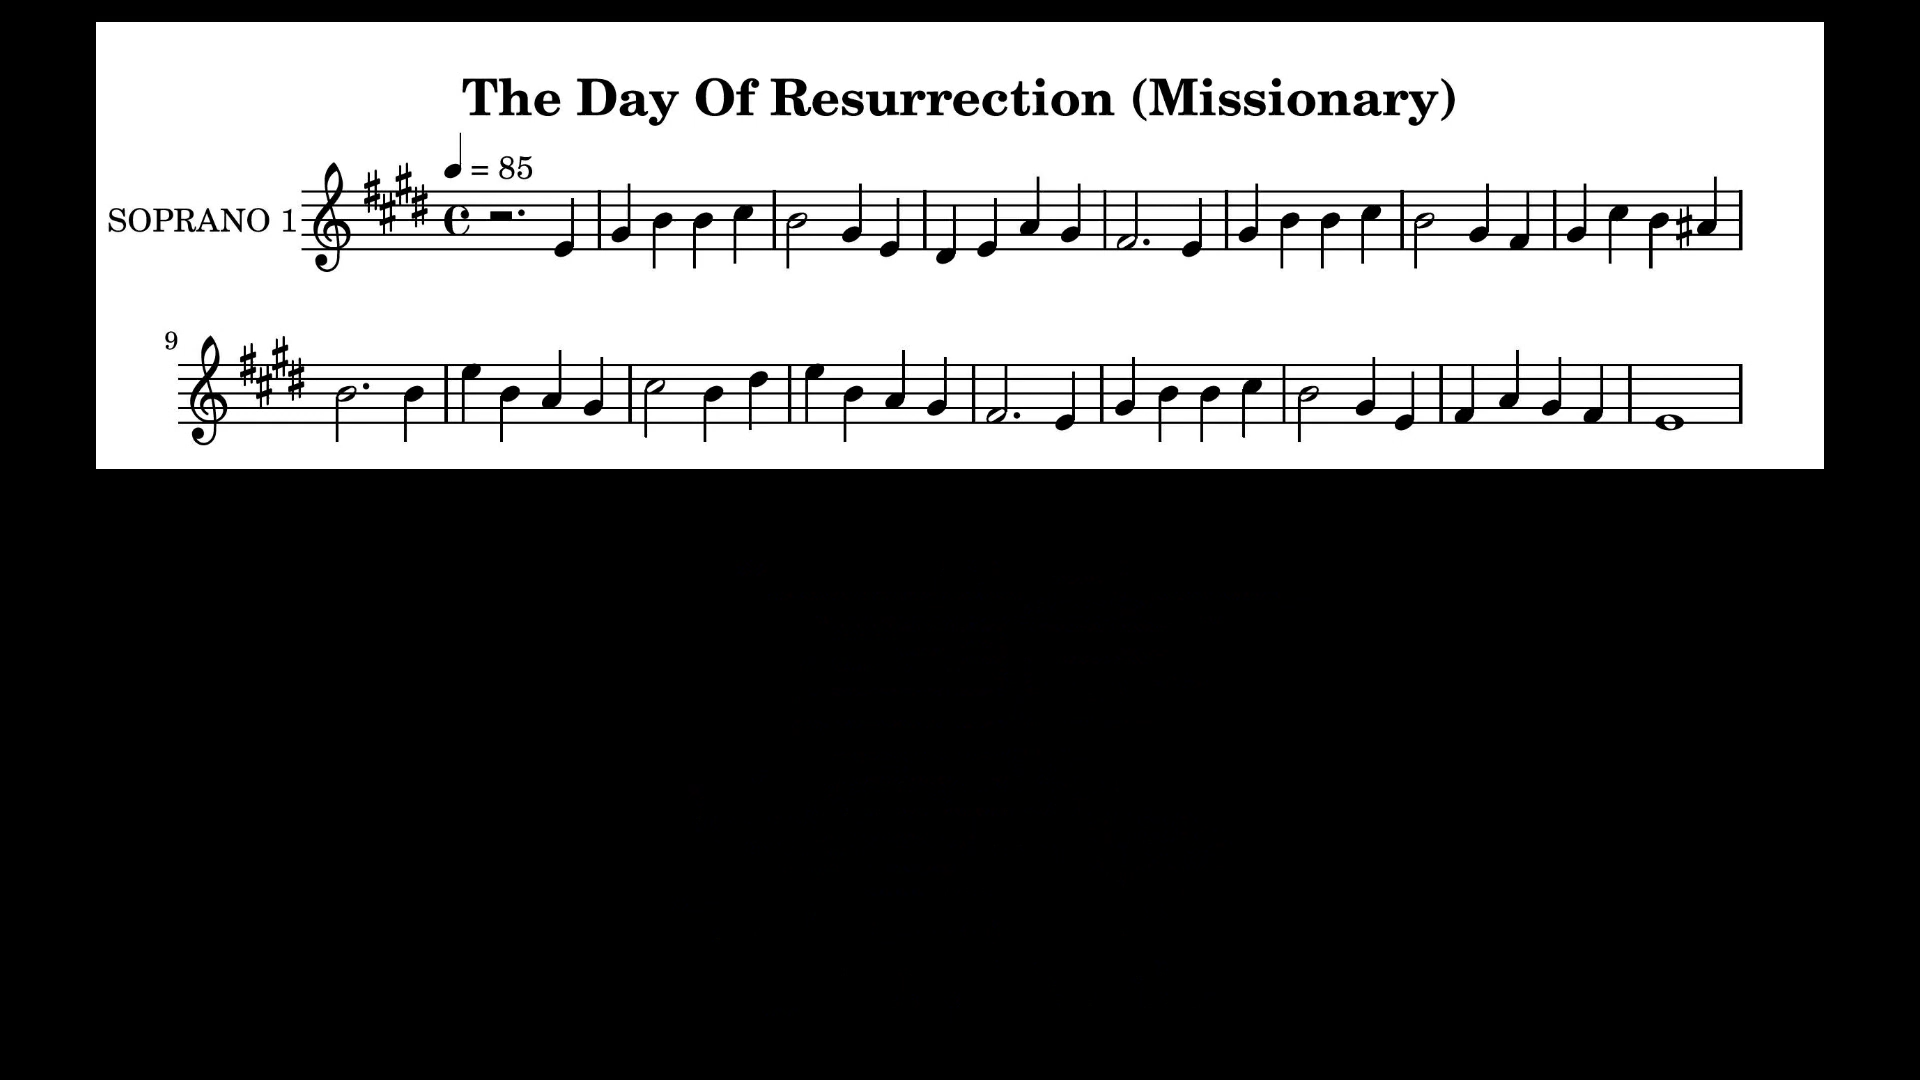 The Day Of Resurrection (Missionary)
= 85
SOPRANO 1
9